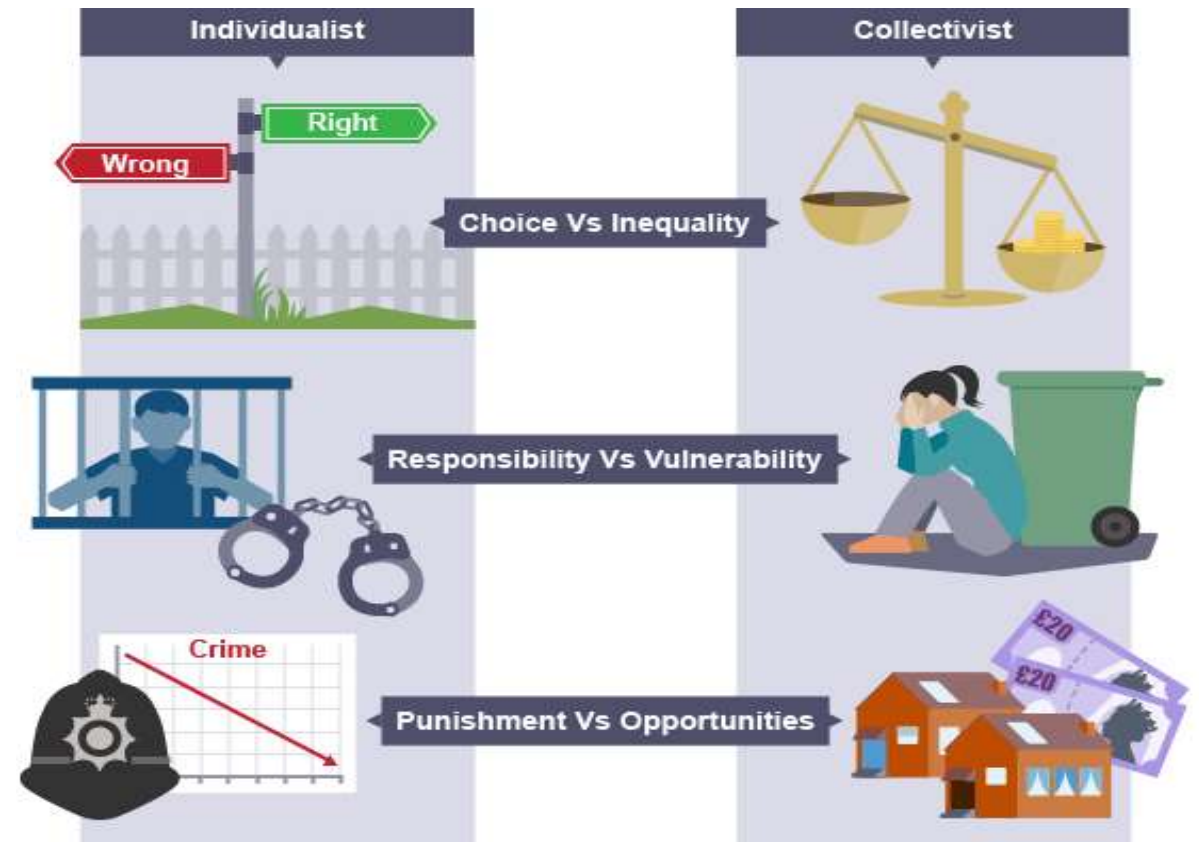 Individualist
Collectivist
Right
Wrong
Choice Vs Inequality
Responsibility Vs Vulnerability
Crime
£20
£20
Punishment Vs Opportunities